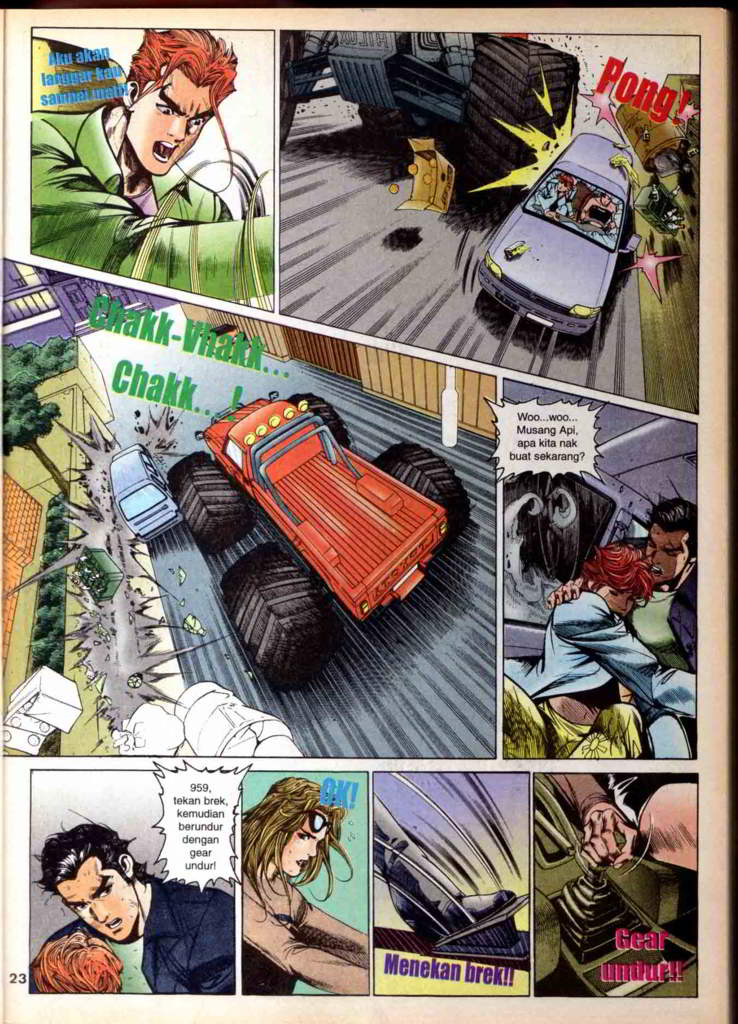 Aku akan
langgar kau
sampai mati!
Pong!
Chakk-Vhakk...
Chakk....!
Woo...woo...
Musang Api,
apa kita nak
buat sekarang?
959,
tekan brek,
kemudian
berundur
dengan
gear
undur!
OK!
Menekan brek!!
Gear
undur!!
23